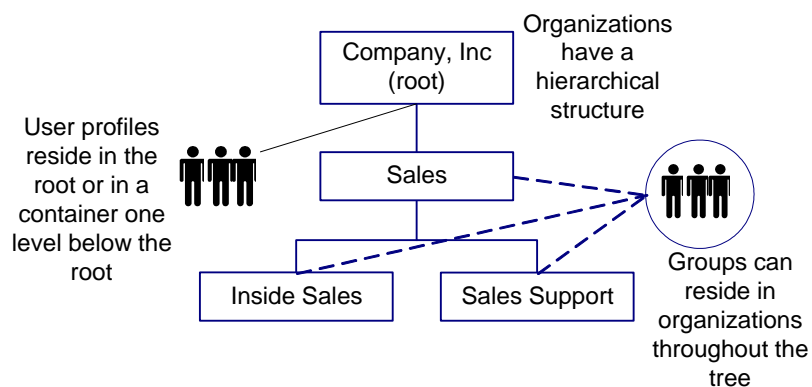 Organizations
have a
hierarchical
structure
Company, Inc
(root)
User profiles
reside in the
root or in a
container one
level below the
root
Sales
Inside Sales
Sales Support
Groups can
reside in
organizations
throughout the
tree